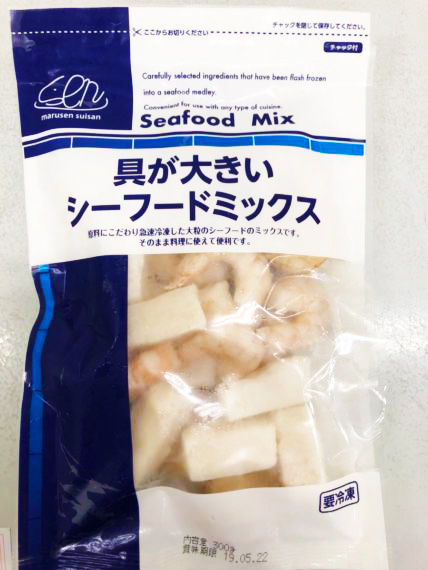 チャックを閉じて保存してください。
ここからお切りください
チャック付
Carefully selected ingredients that have been flash frozen
into a seafood medley.
Convenient for use with any type of cuisine.
sen
marusen suisan
Seafood Mix
具が大きい
シーフードミックス
原料にこだわり急速冷凍した大粒のシーフードのミックスです。
そのまま料理に使えて便利です。
要冷凍
内容量 300g
賞味期限 19.05.22